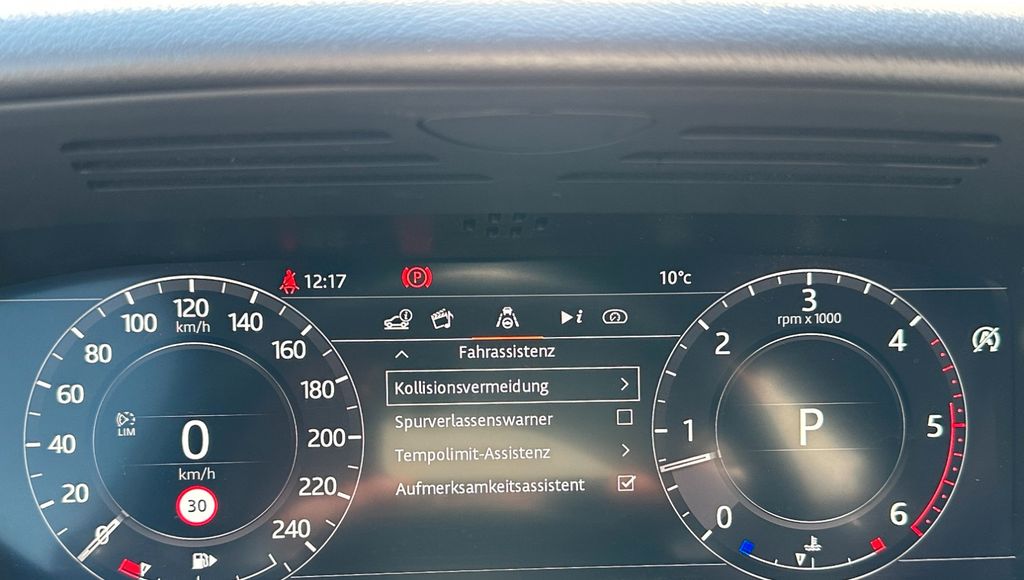 12:17
P
10°c
120
km/h
100
140
80
160
60
180
40
200
20
220
0
240
LIM
0
km/h
30
i
i
Fahrassistenz
Kollisionsvermeidung
Spurverlassenswarner
Tempolimit-Assistenz
Aufmerksamkeitsassistent
3
rpm x 1000
2
4
1
5
0
6
P